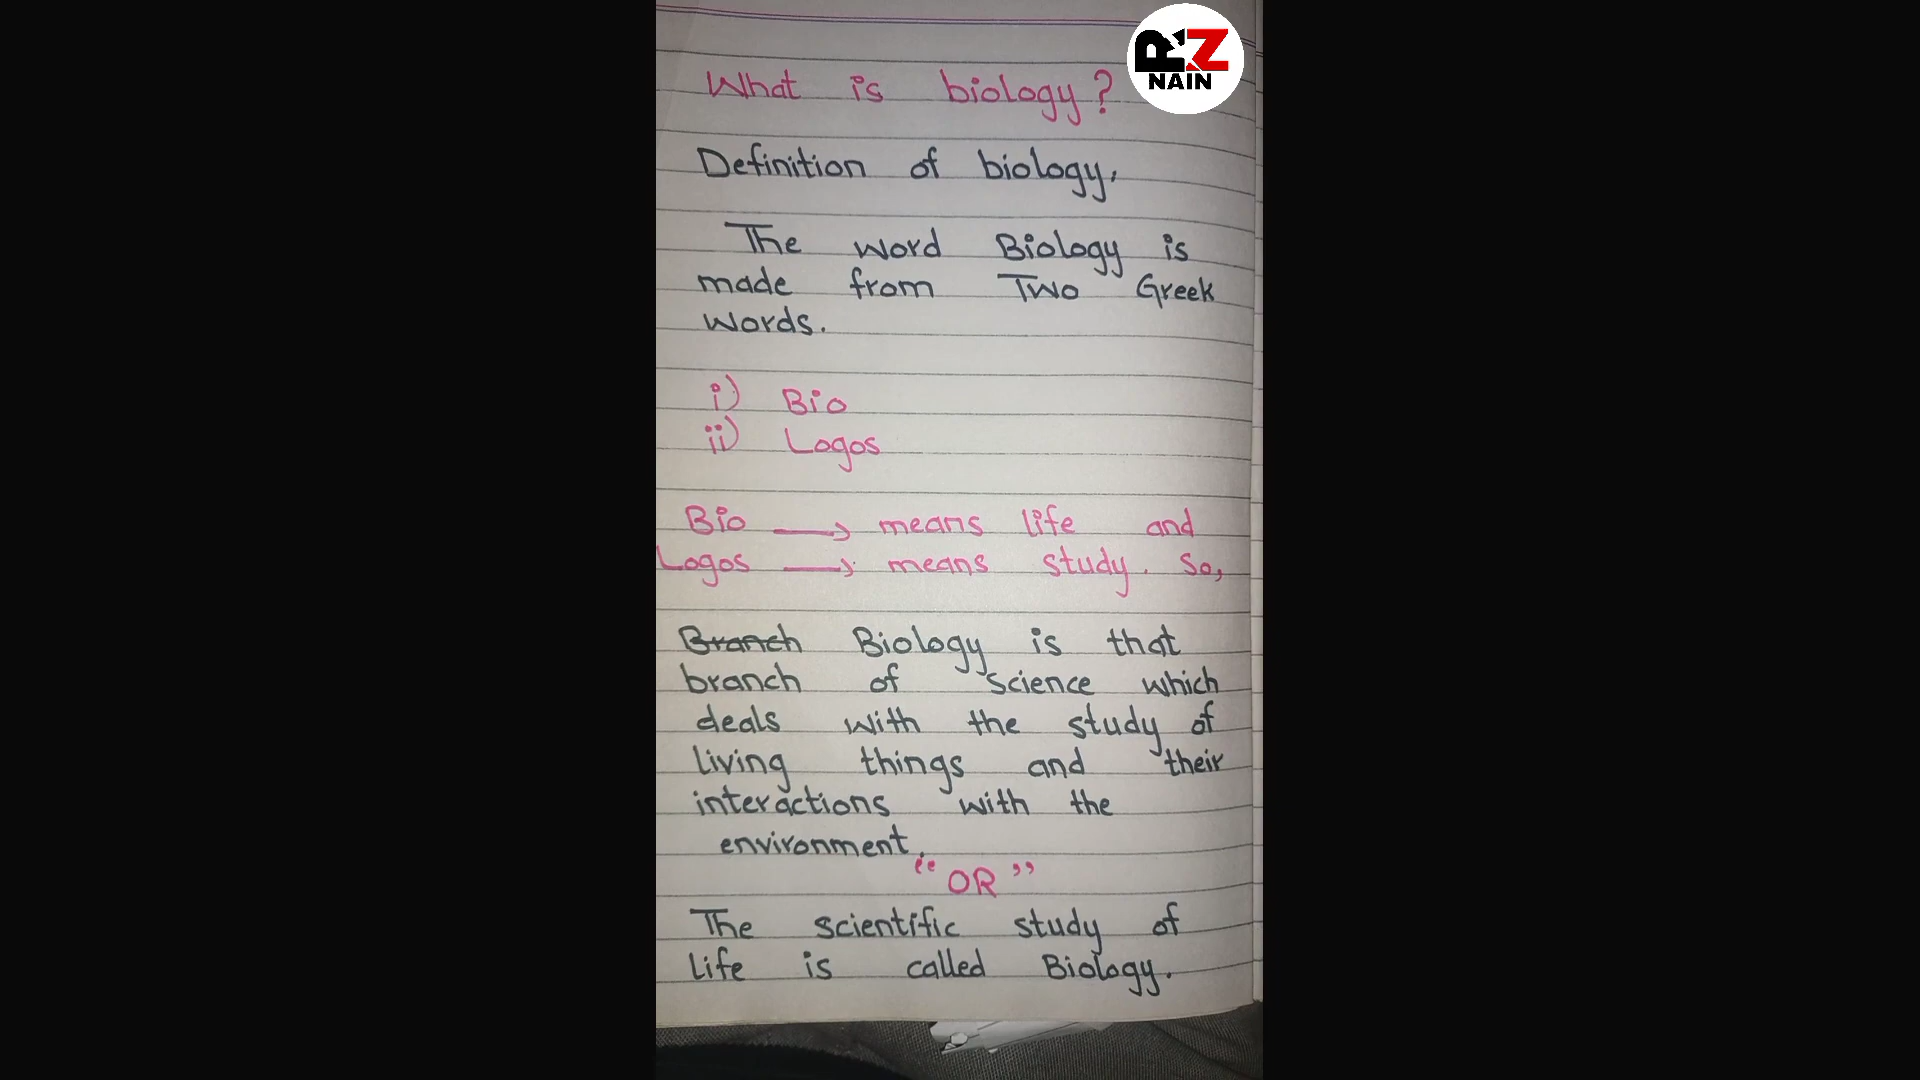 RZ
NAIN
What is biology?
Definition of biology.
The word Biology is
made from Two Greek
words.
i) Bio
ii) Logos
Bio → means life and
Logos → means study. So,
Branch Biology is that
branch of science which
deals with the study of
living things and their
interactions with the
environment.
"OR"
The scientific study of
Life is called Biology.